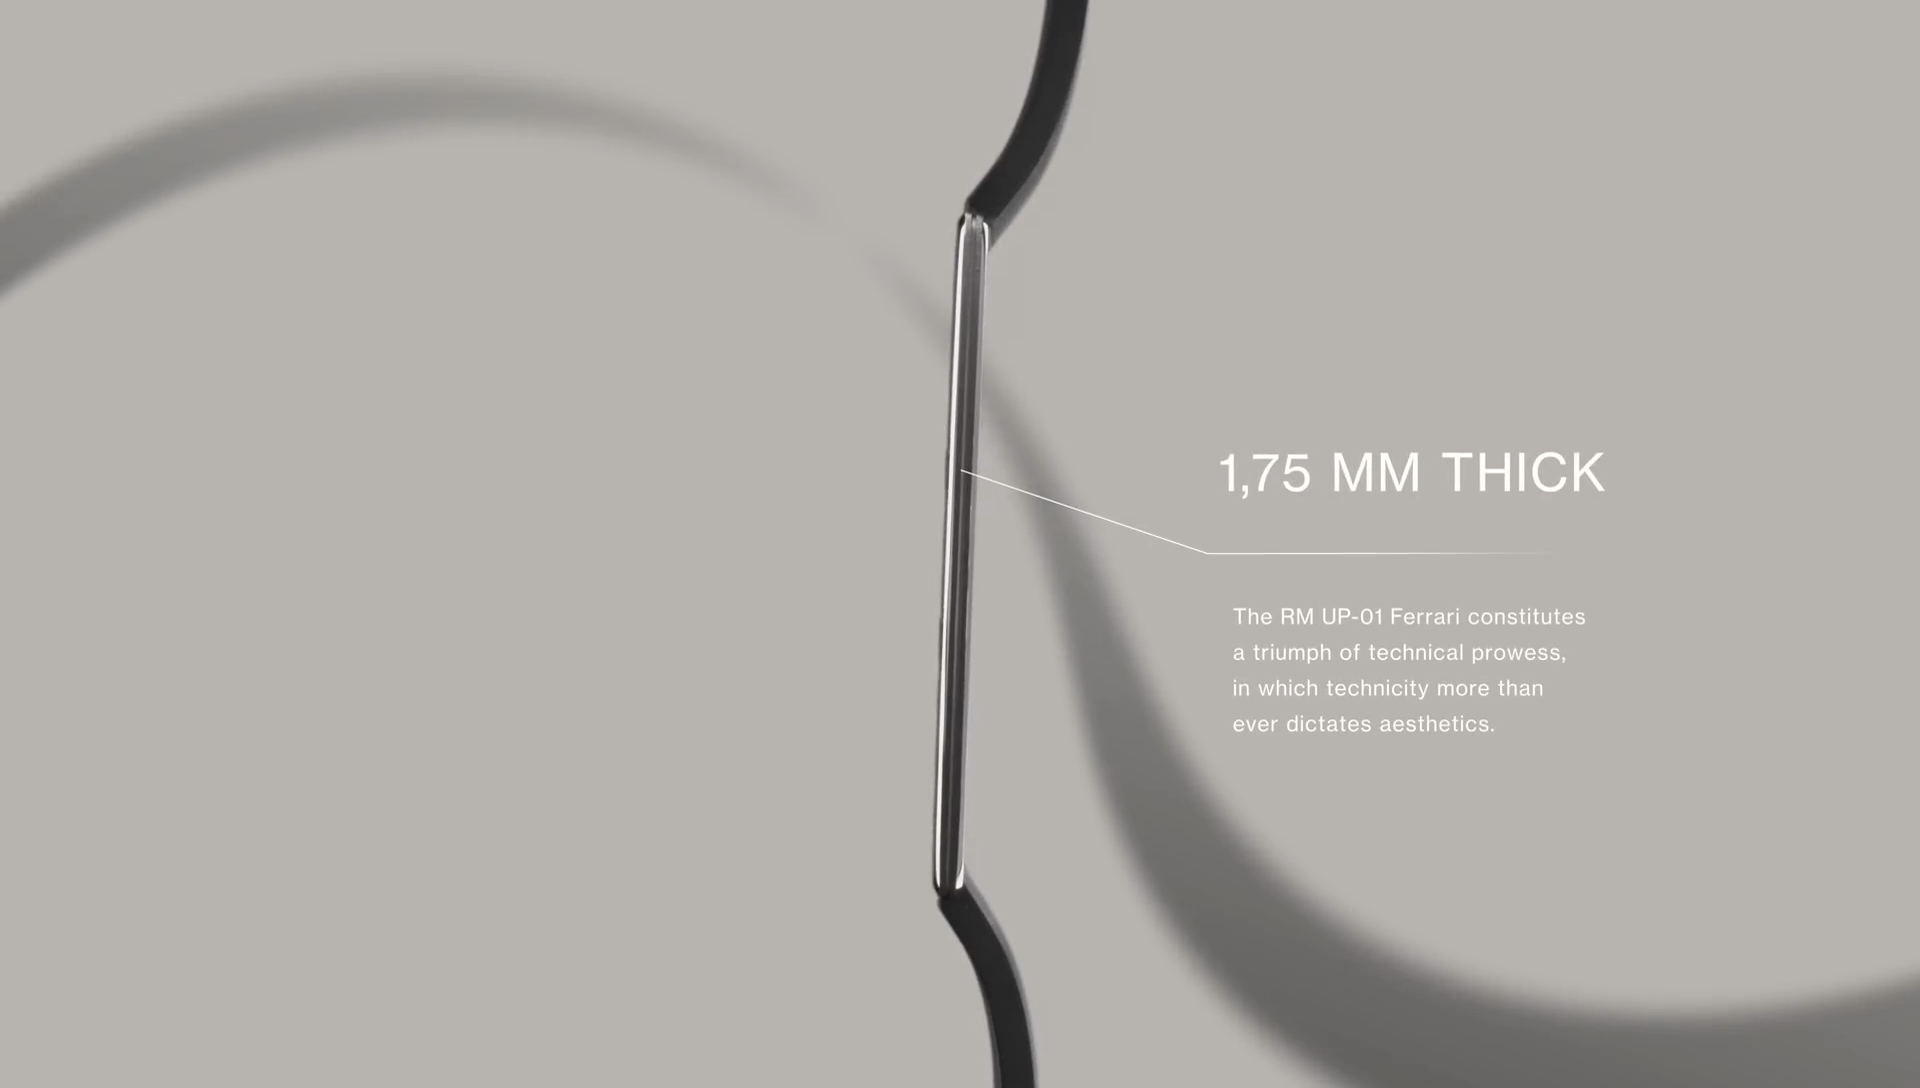 1,75 MM THICK
The RM UP-01 Ferrari constitutes
a triumph of technical prowess,
in which technicity more than
ever dictates aesthetics.